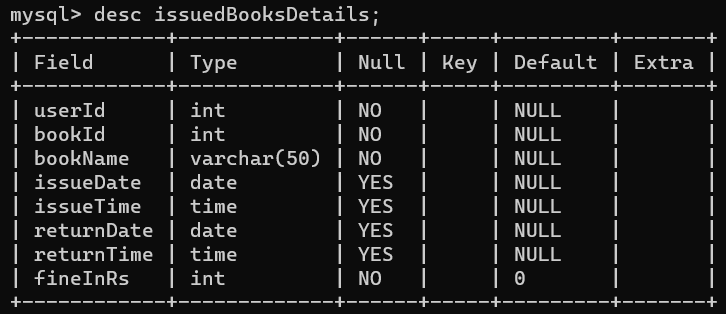 mysql> desc issuedBooksDetails;
+------------+-------------+------+-----+---------+-------+
| Field      | Type        | Null | Key | Default | Extra |
+------------+-------------+------+-----+---------+-------+
| userId     | int         | NO   |     | NULL    |       |
| bookId     | int         | NO   |     | NULL    |       |
| bookName   | varchar(50) | NO   |     | NULL    |       |
| issueDate  | date        | YES  |     | NULL    |       |
| issueTime  | time        | YES  |     | NULL    |       |
| returnDate | date        | YES  |     | NULL    |       |
| returnTime | time        | YES  |     | NULL    |       |
| fineInRs   | int         | NO   |     | 0       |       |
+------------+-------------+------+-----+---------+-------+